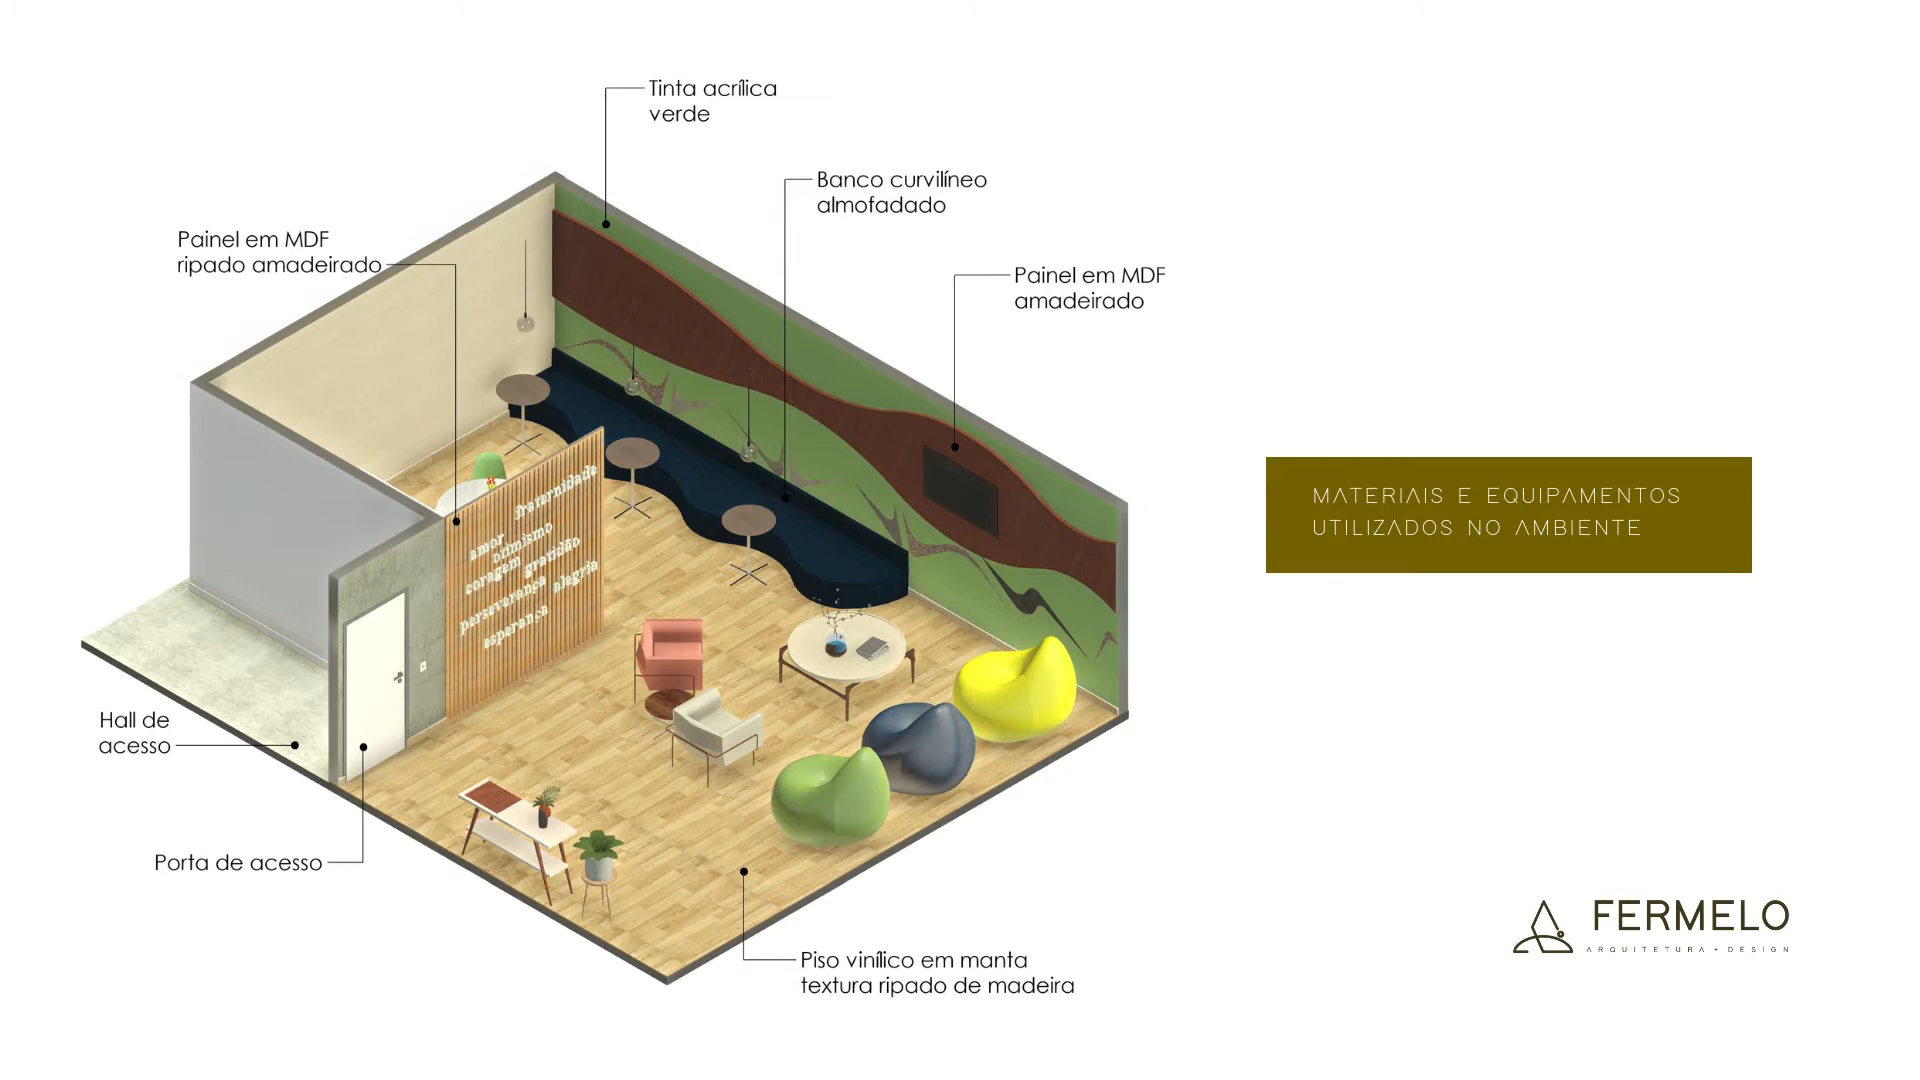 Tinta acrílica
verde
Banco curvilíneo
almofadado
Painel em MDF
ripado amadeirado
Painel em MDF
amadeirado
fraternidade
amor
otimismo
coragem gratidão
perseverança alegria
esperança
MATERIAIS E EQUIPAMENTOS
UTILIZADOS NO AMBIENTE
Hall de
acesso
Porta de acesso
Piso vinílico em manta
textura ripado de madeira
FERMELO
ARQUITETURA + DESIGN